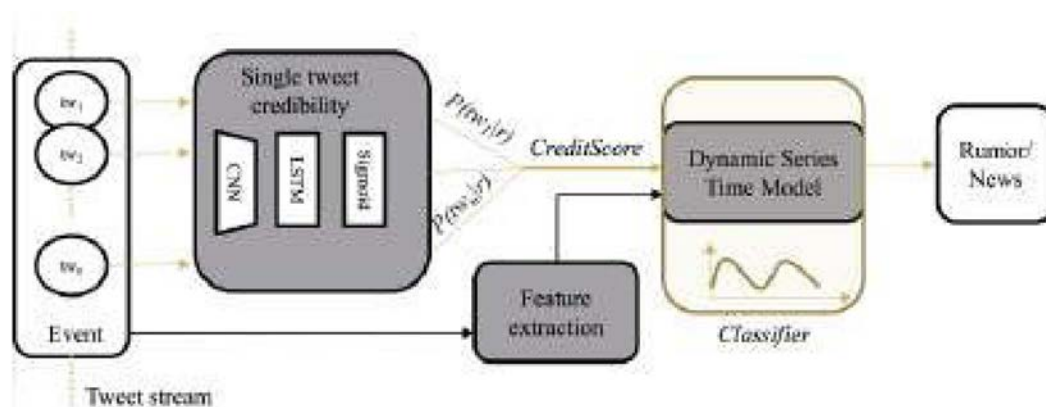 tw₁
tw₂
twₙ
Event
Tweet stream
Single tweet
credibility
CNN
LSTM
Sigmoid
P(tw₁|r)
P(twₙ|r)
CreditScore
Feature
extraction
Dynamic Series
Time Model
Classifier
Rumor/
News